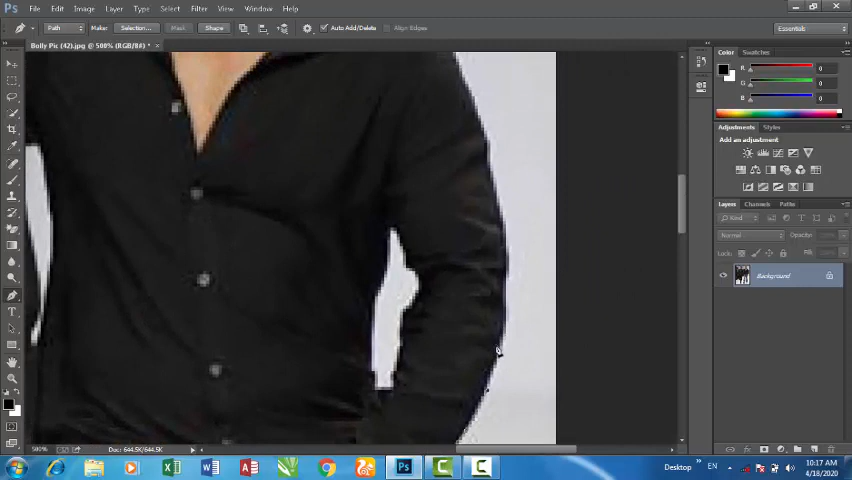 Ps File Edit Image Layer Type Select Filter View Window Help
Path Make: Selection... Mask Shape Auto Add/Delete Align Edges Essentials
Bolly Pic (42).jpg @ 500% (RGB/8#) * ×
Color Swatches
R 0
G 0
B 0
Adjustments Styles
Add an adjustment
Layers Channels Paths
Kind
Normal Opacity:
Lock: Fill:
Background
500% Doc: 644.5K/644.5K
Desktop EN 10:17 AM
4/18/2020